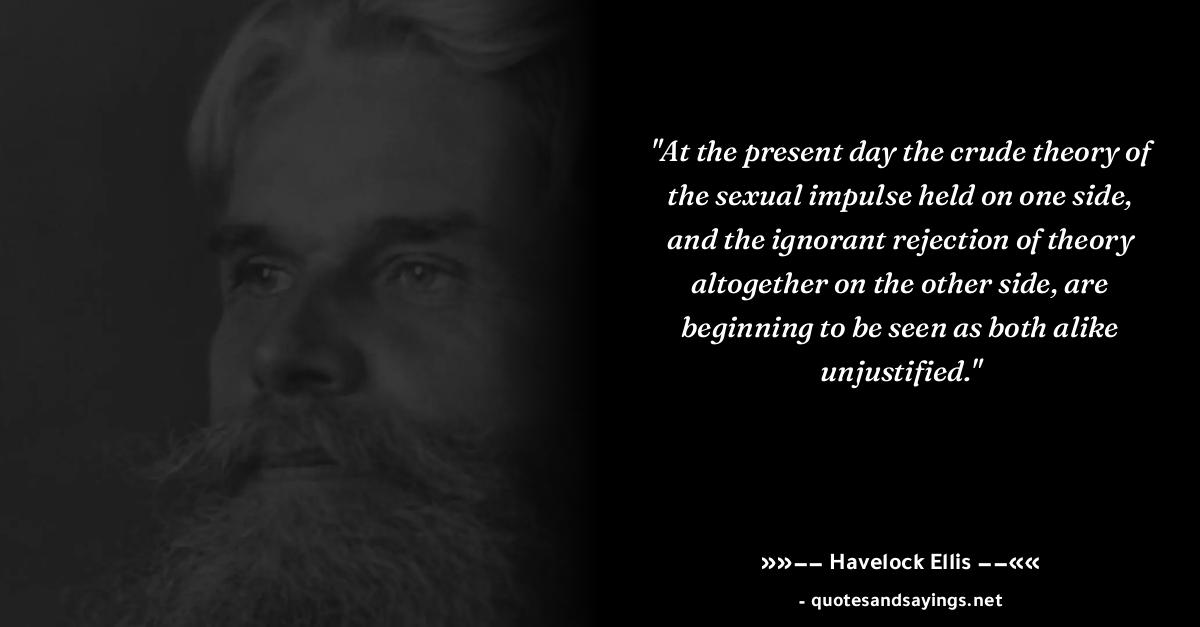 "At the present day the crude theory of
the sexual impulse held on one side,
and the ignorant rejection of theory
altogether on the other side, are
beginning to be seen as both alike
unjustified."
»»―― Havelock Ellis ――««
- quotesandsayings.net